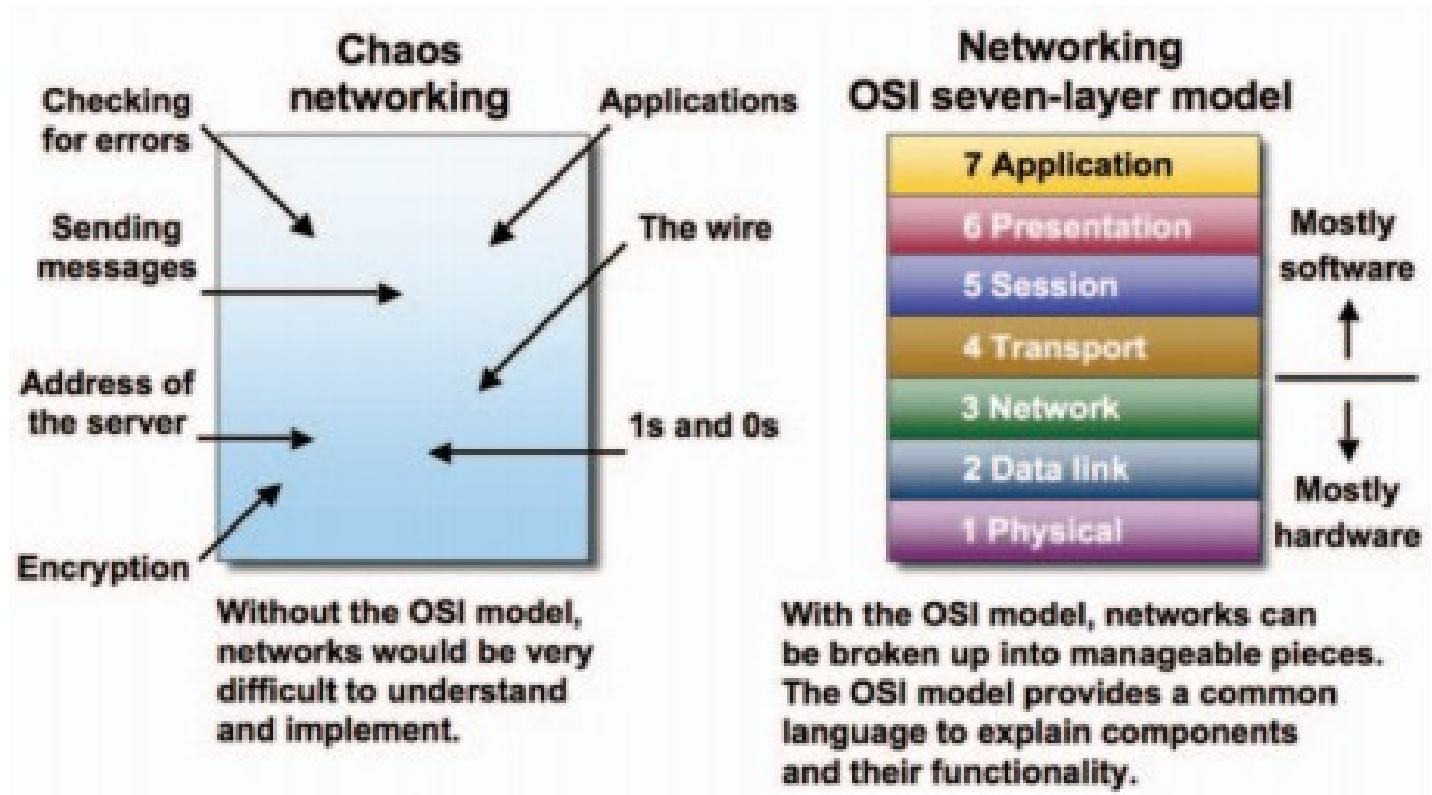 Chaos
networking
Checking
for errors
Applications
Sending
messages
The wire
Address of
the server
1s and 0s
Encryption
Without the OSI model,
networks would be very
difficult to understand
and implement.
Networking
OSI seven-layer model
7 Application
6 Presentation
5 Session
4 Transport
3 Network
2 Data link
1 Physical
Mostly
software
Mostly
hardware
With the OSI model, networks can
be broken up into manageable pieces.
The OSI model provides a common
language to explain components
and their functionality.